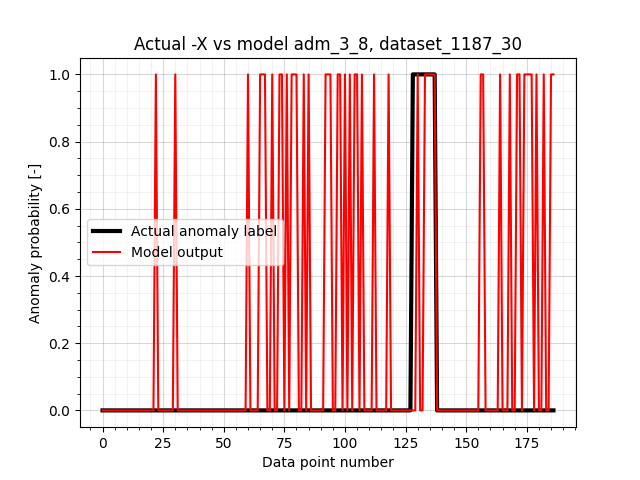 Actual -X vs model adm_3_8, dataset_1187_30
Anomaly probability [-]
1.0
0.8
0.6
0.4
0.2
0.0
Actual anomaly label
Model output
0 25 50 75 100 125 150 175
Data point number